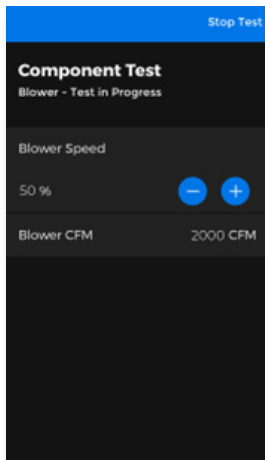 Stop Test
Component Test
Blower - Test in Progress
Blower Speed
50 %
Blower CFM 2000 CFM